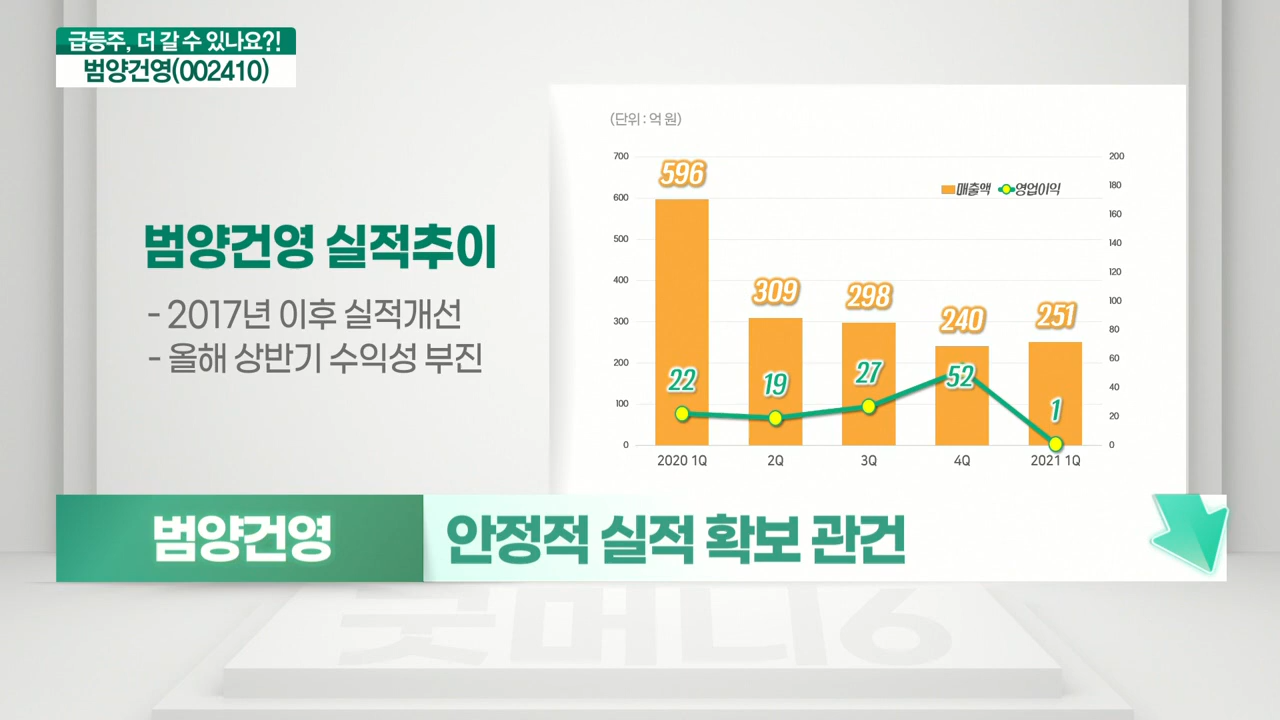 급등주, 더 갈 수 있나요?!
범양건영(002410)
(단위 : 억 원)
700
600
500
400
300
200
100
0
200
180
160
140
120
100
80
60
40
20
0
매출액 영업이익
596
309
298
240
251
22
19
27
52
1
2020 1Q 2Q 3Q 4Q 2021 1Q
범양건영 실적추이
- 2017년 이후 실적개선
- 올해 상반기 수익성 부진
범양건영
안정적 실적 확보 관건
굿머니6